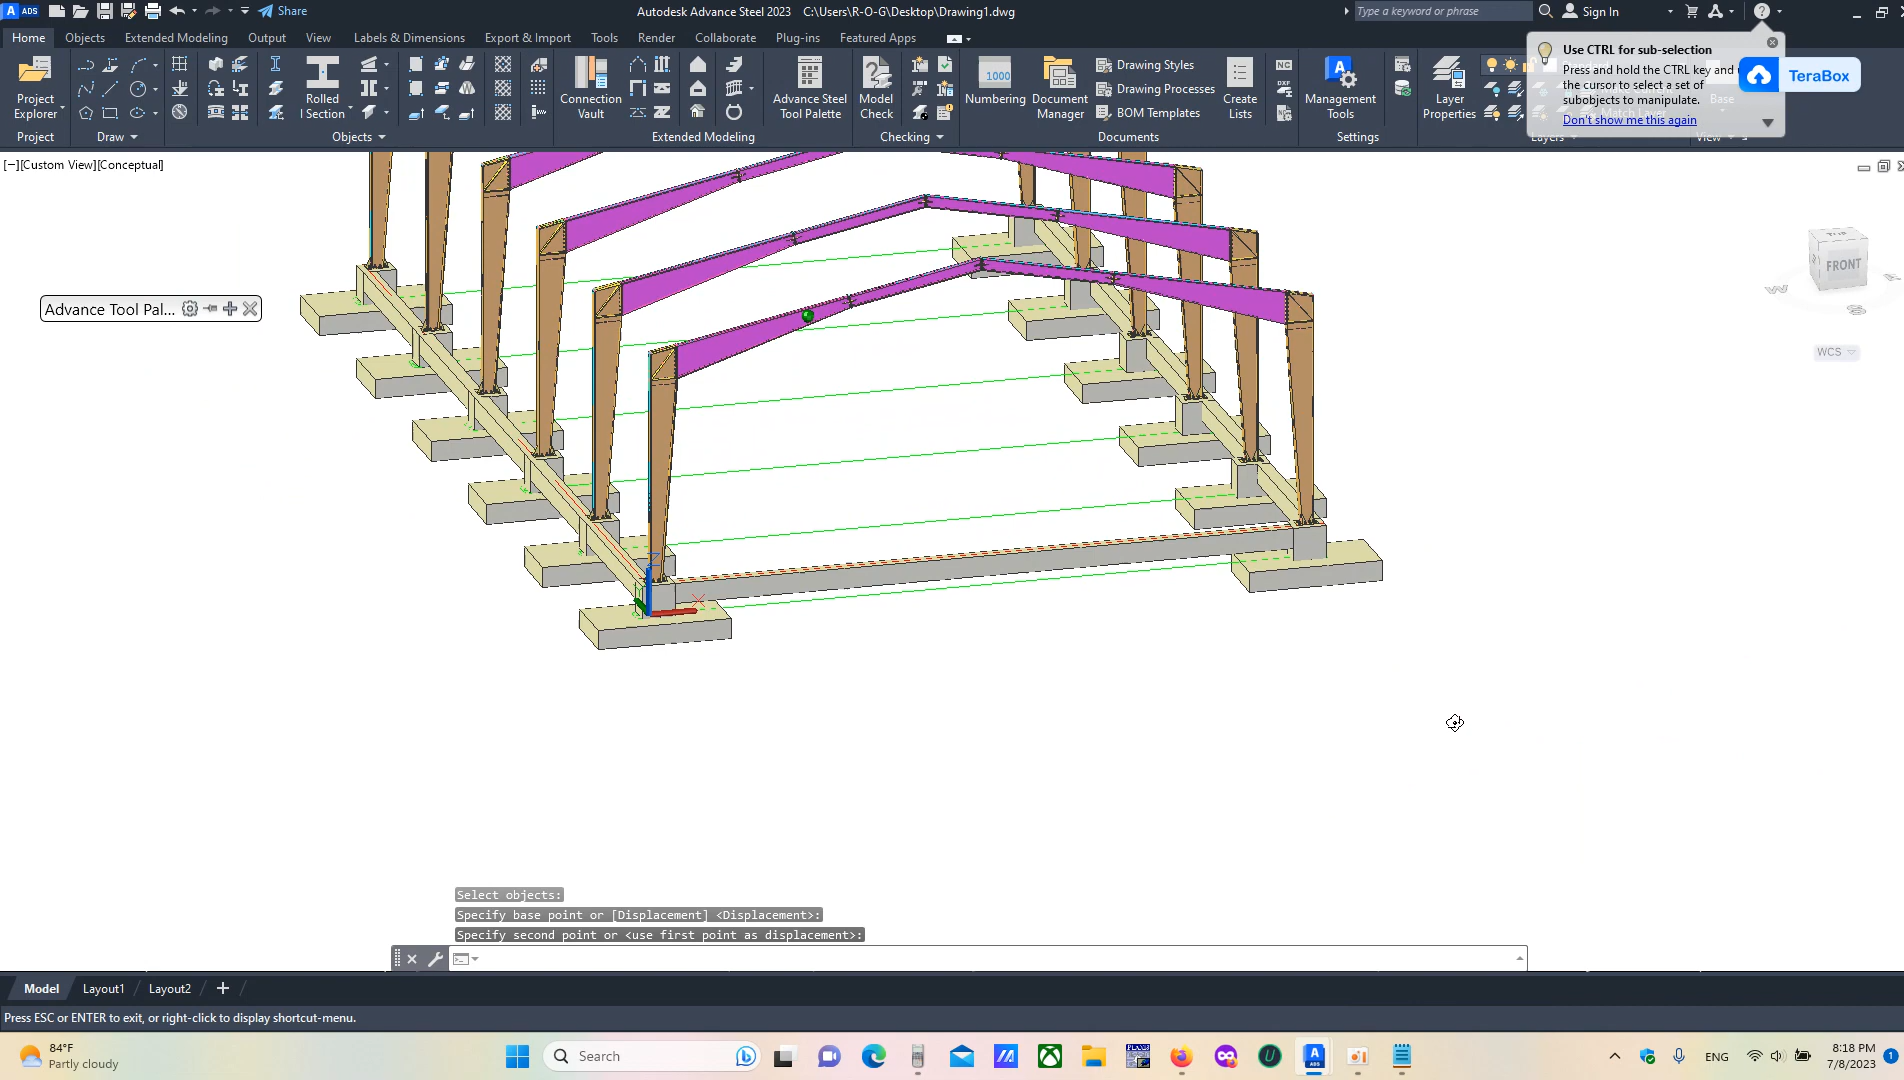 A ADS
Share
Autodesk Advance Steel 2023 C:\Users\R-O-G\Desktop\Drawing1.dwg
Type a keyword or phrase
Sign In
Home Objects Extended Modeling Output View Labels & Dimensions Export & Import Tools Render Collaborate Plug-ins Featured Apps
Project Explorer
Rolled I Section
Connection Vault
Advance Steel Tool Palette
Model Check
1000
Numbering
Document Manager
Drawing Styles
Drawing Processes
BOM Templates
Create Lists
Management Tools
Layer Properties
Project Draw Objects Extended Modeling Checking Documents Settings Layers View
Use CTRL for sub-selection
Press and hold the CTRL key and
the cursor to select a set of
subobjects to manipulate.
Don't show me this again
TeraBox
Base
[−][Custom View][Conceptual]
Advance Tool Pal...
TOP
FRONT
W
S
WCS
Z
X
Select objects:
Specify base point or [Displacement] <Displacement>:
Specify second point or <use first point as displacement>:
Model Layout1 Layout2
Press ESC or ENTER to exit, or right-click to display shortcut-menu.
84°F
Partly cloudy
Search
ENG
8:18 PM
7/8/2023
1